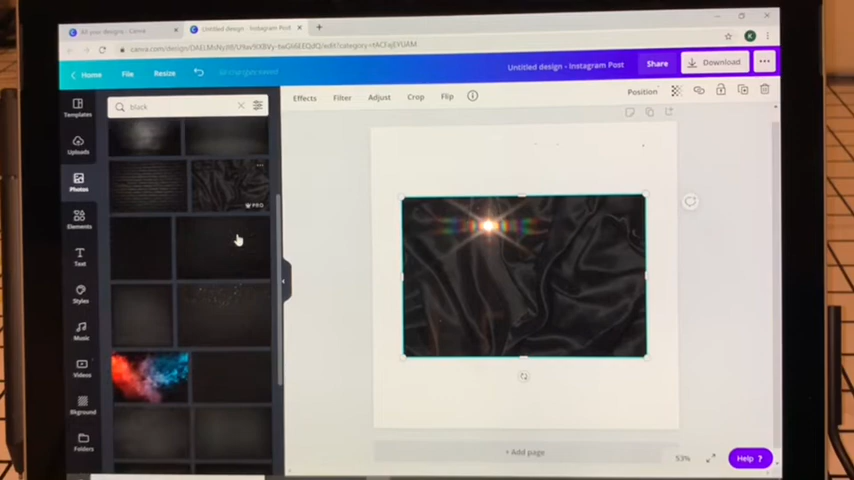 All your designs - Canva
Untitled design - Instagram Post
Home
File
Resize
Untitled design - Instagram Post
Share
Download
black
Effects
Filter
Adjust
Crop
Flip
Position
Templates
Uploads
Photos
Elements
Text
Styles
Music
Videos
Bkground
Folders
PRO
+ Add page
53%
Help ?